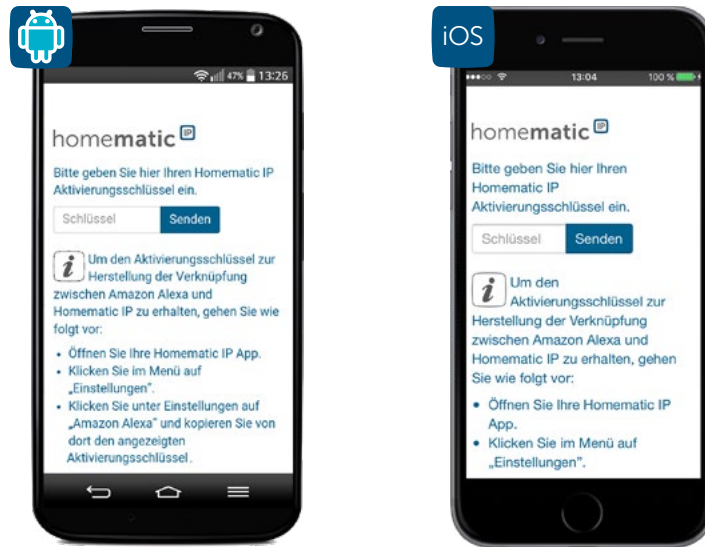 47% 13:26
homematic IP
Bitte geben Sie hier Ihren Homematic IP
Aktivierungsschlüssel ein.
Schlüssel Senden
i Um den Aktivierungsschlüssel zur
Herstellung der Verknüpfung
zwischen Amazon Alexa und
Homematic IP zu erhalten, gehen Sie wie
folgt vor:
• Öffnen Sie Ihre Homematic IP App.
• Klicken Sie im Menü auf
„Einstellungen”.
• Klicken Sie unter Einstellungen auf
„Amazon Alexa” und kopieren Sie von
dort den angezeigten
Aktivierungsschlüssel.
iOS
13:04 100 %
homematic IP
Bitte geben Sie hier Ihren
Homematic IP
Aktivierungsschlüssel ein.
Schlüssel Senden
i Um den
Aktivierungsschlüssel zur
Herstellung der Verknüpfung
zwischen Amazon Alexa und
Homematic IP zu erhalten, gehen
Sie wie folgt vor:
• Öffnen Sie Ihre Homematic IP
App.
• Klicken Sie im Menü auf
„Einstellungen”.